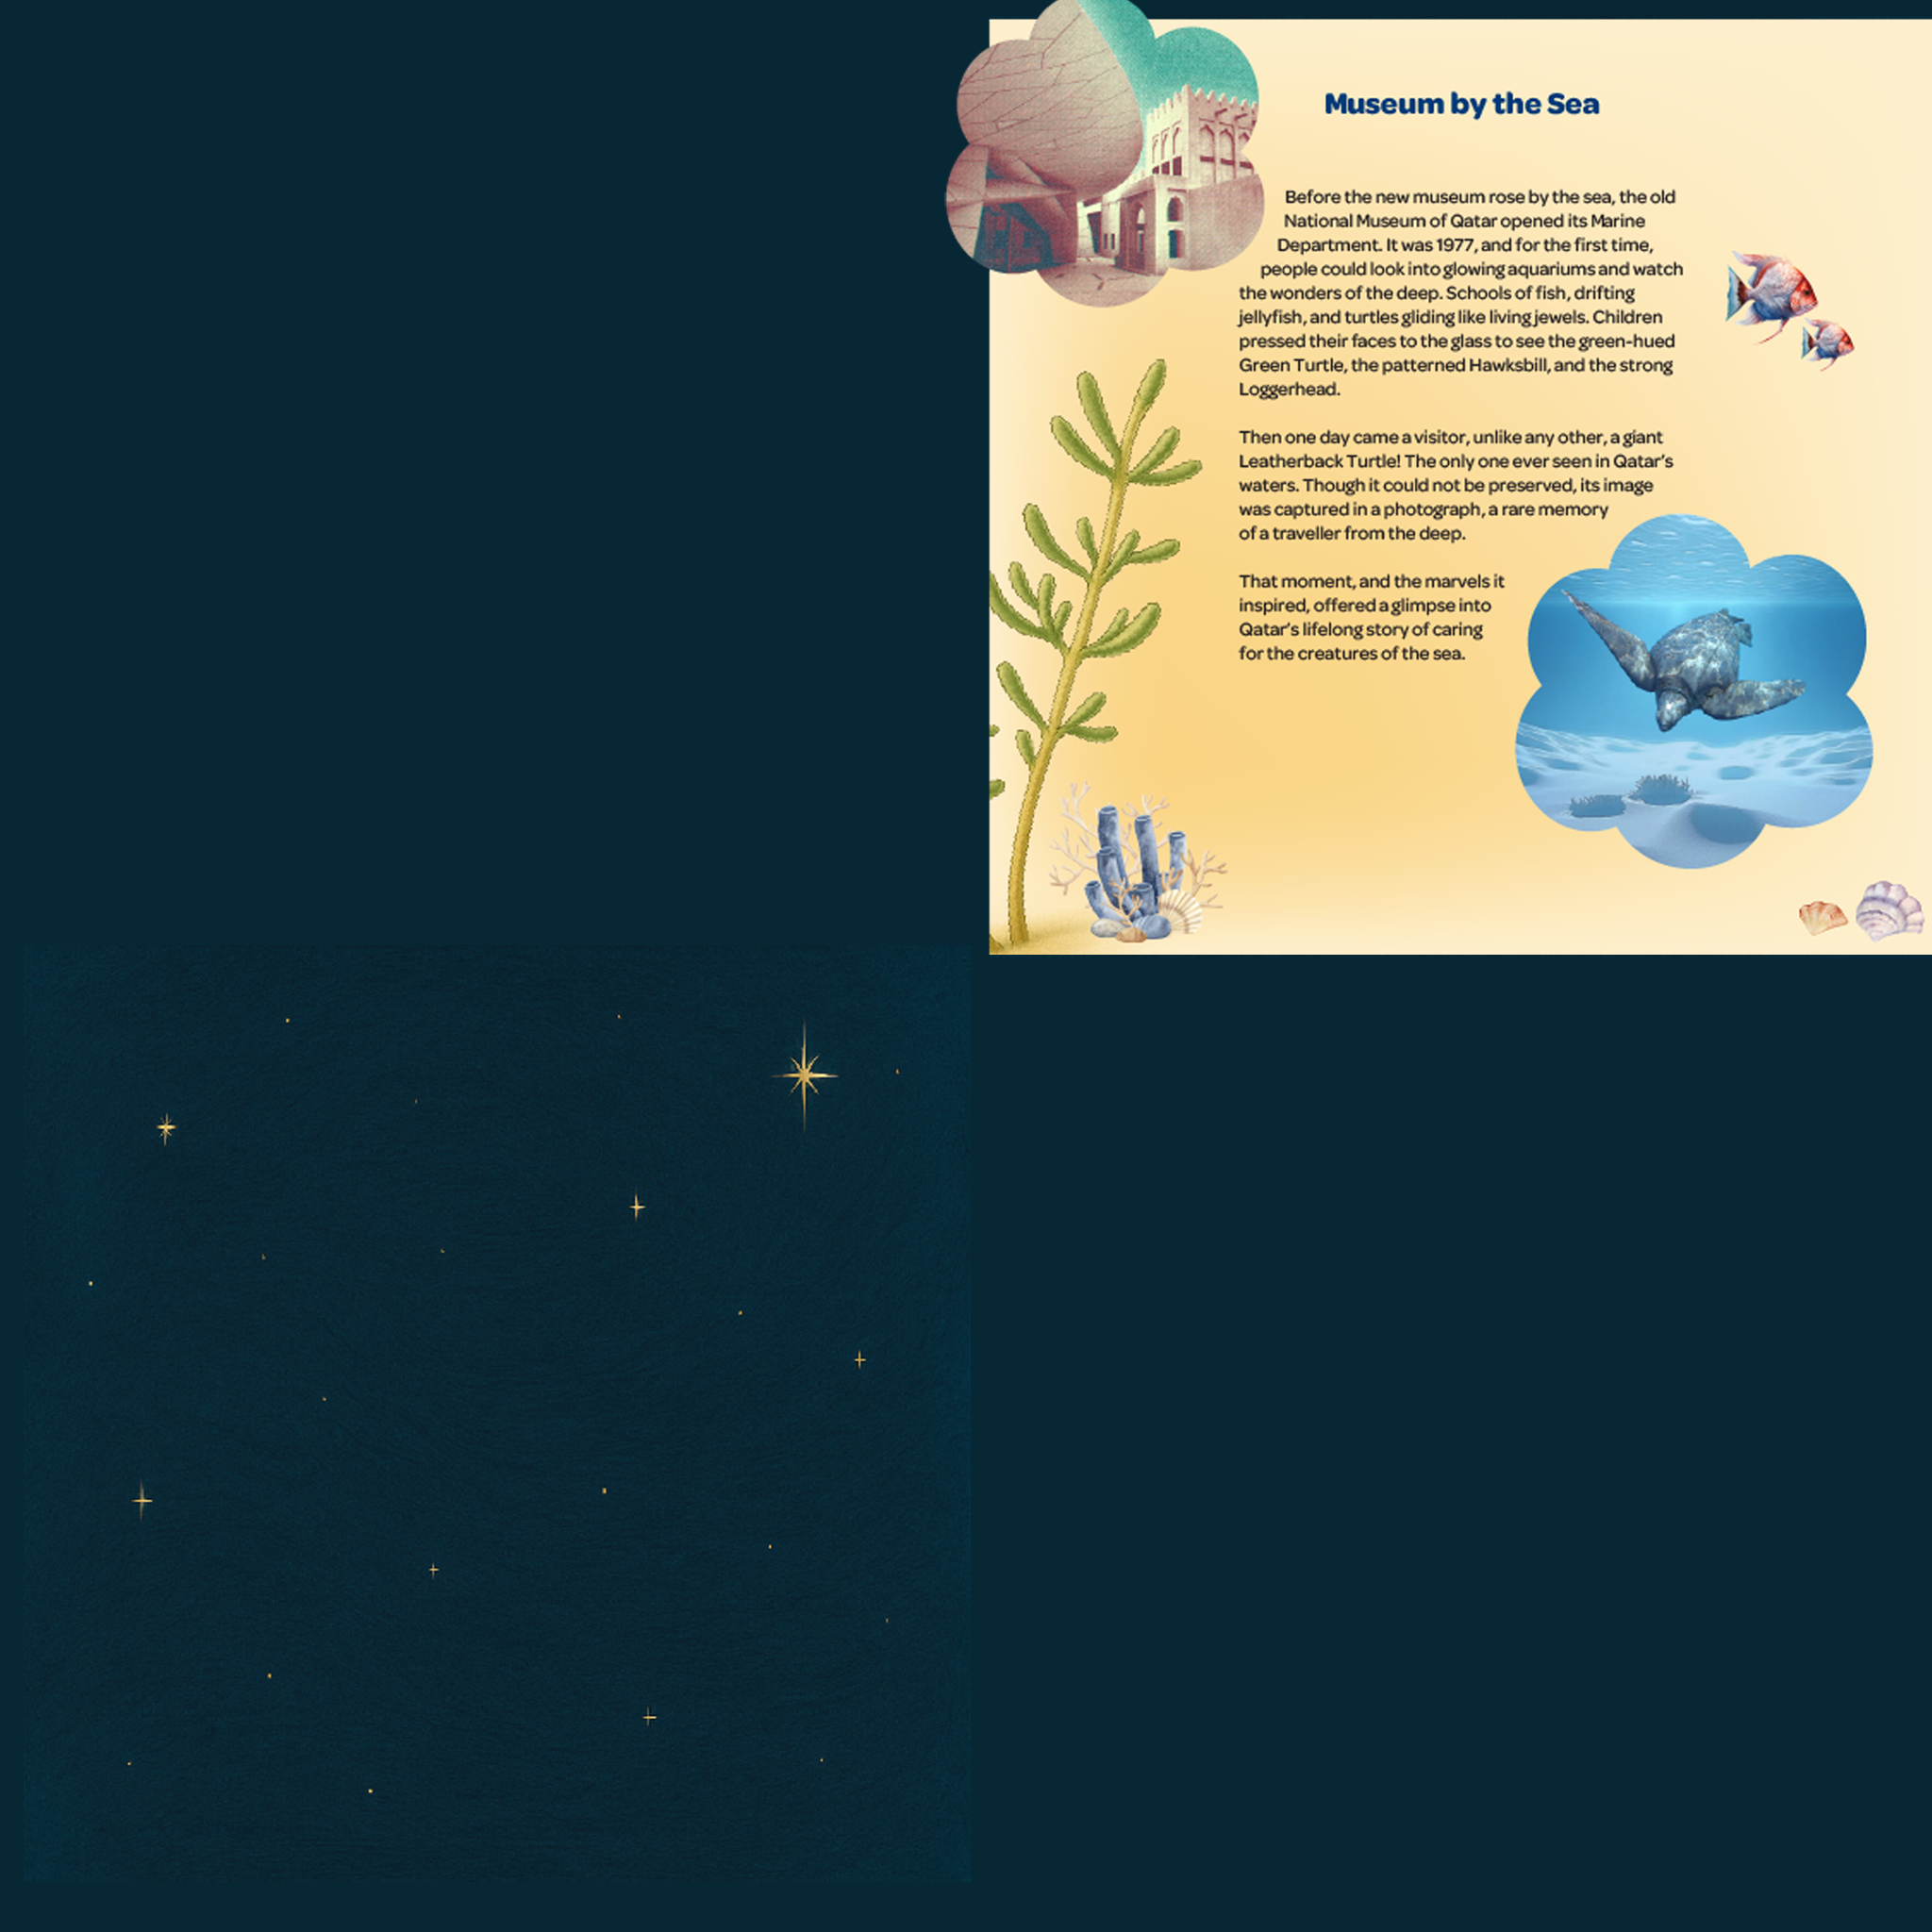 Museum by the Sea
Before the new museum rose by the sea, the old
National Museum of Qatar opened its Marine
Department. It was 1977, and for the first time,
people could look into glowing aquariums and watch
the wonders of the deep. Schools of fish, drifting
jellyfish, and turtles gliding like living jewels. Children
pressed their faces to the glass to see the green-hued
Green Turtle, the patterned Hawksbill, and the strong
Loggerhead.
Then one day came a visitor, unlike any other, a giant
Leatherback Turtle! The only one ever seen in Qatar’s
waters. Though it could not be preserved, its image
was captured in a photograph, a rare memory
of a traveller from the deep.
That moment, and the marvels it
inspired, offered a glimpse into
Qatar’s lifelong story of caring
for the creatures of the sea.